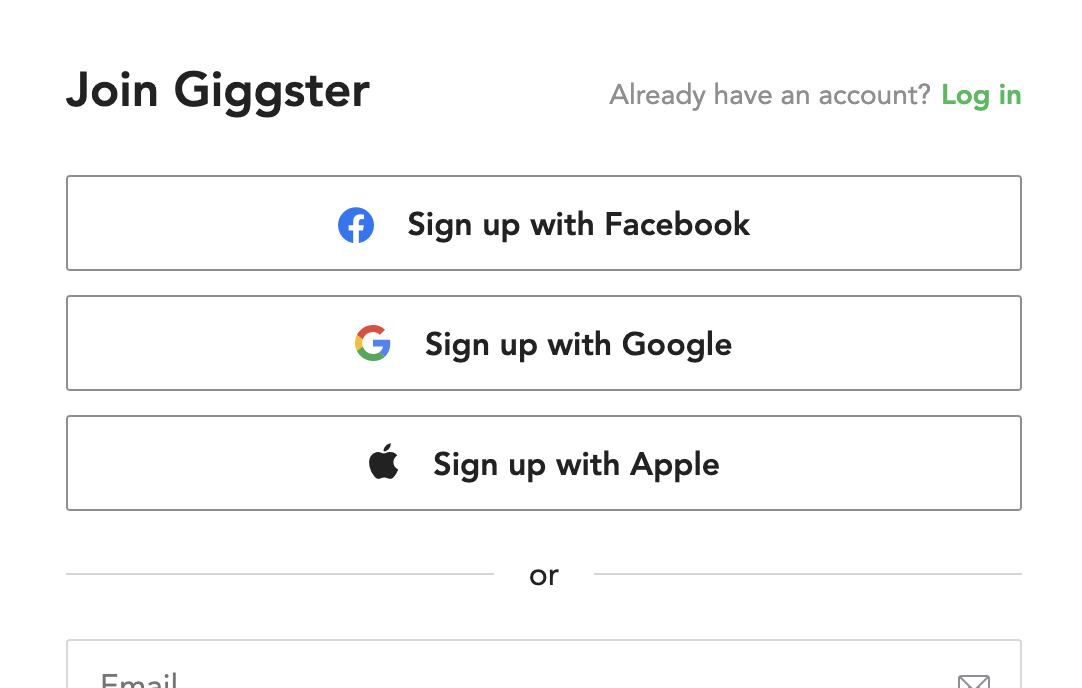 Join Giggster
Already have an account? Log in
Sign up with Facebook
Sign up with Google
Sign up with Apple
or
Email